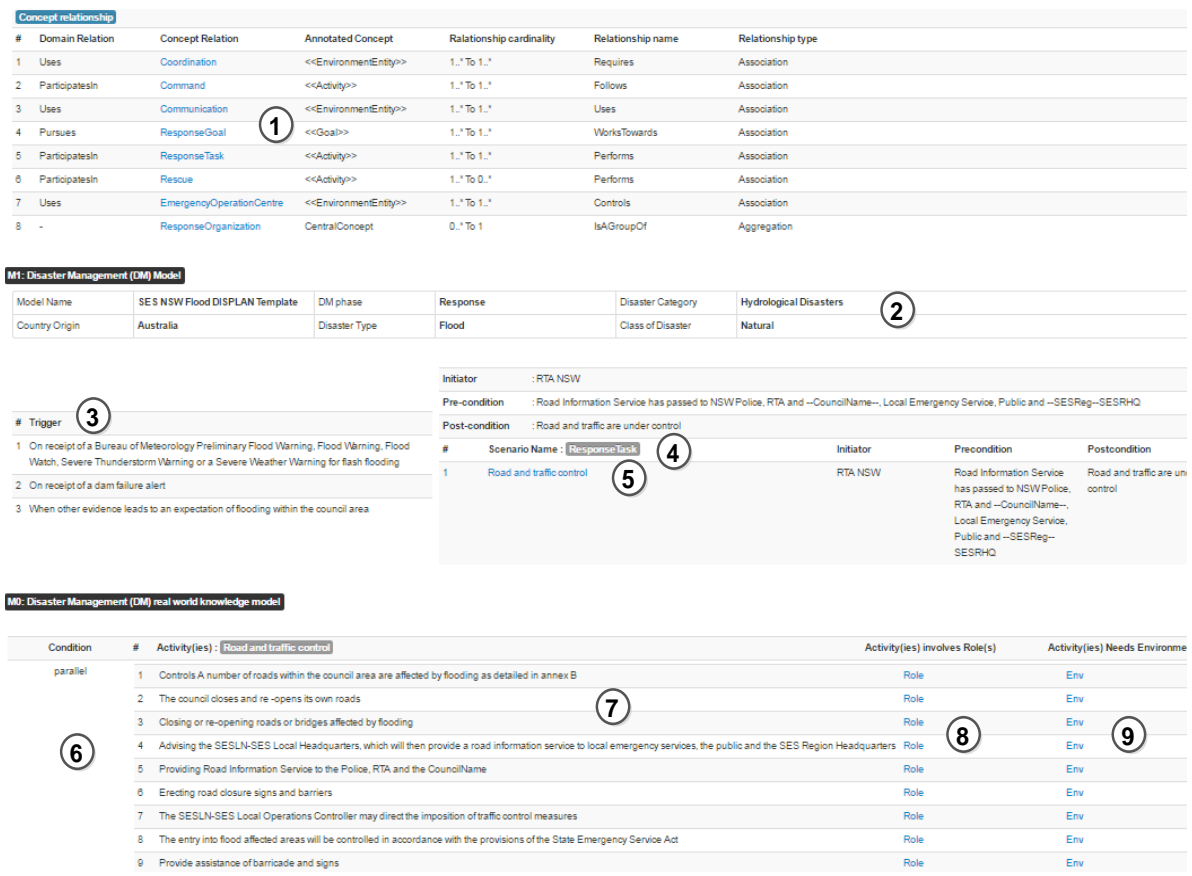 Concept relationship
# Domain Relation Concept Relation Annotated Concept Ralationship cardinality Relationship name Relationship type
1 Uses Coordination <<EnvironmentEntity>> 1..* To 1..* Requires Association
2 ParticipatesIn Command <<Activity>> 1..* To 1..* Follows Association
3 Uses Communication <<EnvironmentEntity>> 1..* To 1..* Uses Association
1
4 Pursues ResponseGoal <<Goal>> 1..* To 1..* WorksTowards Association
5 ParticipatesIn ResponseTask <<Activity>> 1..* To 1..* Performs Association
6 ParticipatesIn Rescue <<Activity>> 1..* To 0..* Performs Association
7 Uses EmergencyOperationCentre <<EnvironmentEntity>> 1..* To 1..* Controls Association
8 - ResponseOrganization CentralConcept 0..* To 1 IsAGroupOf Aggregation
M1: Disaster Management (DM) Model
Model Name SES NSW Flood DISPLAN Template DM phase Response Disaster Category Hydrological Disasters
2
Country Origin Australia Disaster Type Flood Class of Disaster Natural
# Trigger
3
1 On receipt of a Bureau of Meteorology Preliminary Flood Warning, Flood Warning, Flood
Watch, Severe Thunderstorm Warning or a Severe Weather Warning for flash flooding
2 On receipt of a dam failure alert
3 When other evidence leads to an expectation of flooding within the council area
Initiator : RTA NSW
Pre-condition : Road Information Service has passed to NSW Police, RTA and --CouncilName--, Local Emergency Service, Public and --SESReg--SESRHQ
Post-condition : Road and traffic are under control
# Scenario Name : ResponseTask Initiator Precondition Postcondition
4
1 Road and traffic control RTA NSW Road Information Service Road and traffic are un
5
has passed to NSW Police, control
RTA and --CouncilName--,
Local Emergency Service,
Public and --SESReg--
SESRHQ
M0: Disaster Management (DM) real world knowledge model
Condition # Activity(ies) : Road and traffic control Activity(ies) involves Role(s) Activity(ies) Needs Environme
parallel 1 Controls A number of roads within the council area are affected by flooding as detailed in annex B Role Env
2 The council closes and re -opens its own roads Role Env
7
3 Closing or re-opening roads or bridges affected by flooding Role Env
6
8
9
4 Advising the SESLN-SES Local Headquarters, which will then provide a road information service to local emergency services, the public and the SES Region Headquarters Role Env
5 Providing Road Information Service to the Police, RTA and the CouncilName Role Env
6 Erecting road closure signs and barriers Role Env
7 The SESLN-SES Local Operations Controller may direct the imposition of traffic control measures Role Env
8 The entry into flood affected areas will be controlled in accordance with the provisions of the State Emergency Service Act Role Env
9 Provide assistance of barricade and signs Role Env